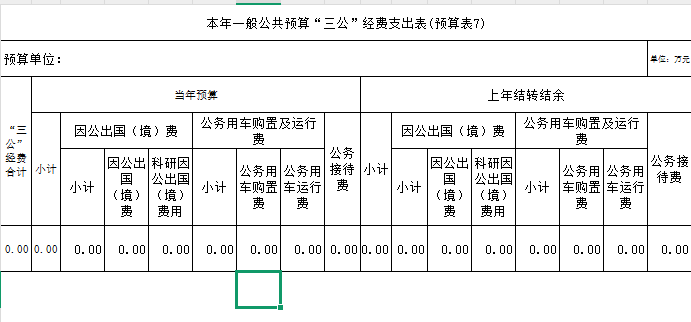 本年一般公共预算“三公”经费支出表(预算表7)
预算单位：
单位：万元
“三公”经费合计
当年预算
上年结转结余
小计
因公出国（境）费
公务用车购置及运行费
公务接待费
小计
因公出国（境）费
公务用车购置及运行费
公务接待费
小计
因公出国（境）费
科研因公出国（境）费用
小计
公务用车购置费
公务用车运行费
小计
因公出国（境）费
科研因公出国（境）费用
小计
公务用车购置费
公务用车运行费
0.00 0.00 0.00 0.00 0.00 0.00 0.00 0.00 0.00 0.00 0.00 0.00 0.00 0.00 0.00 0.00 0.00